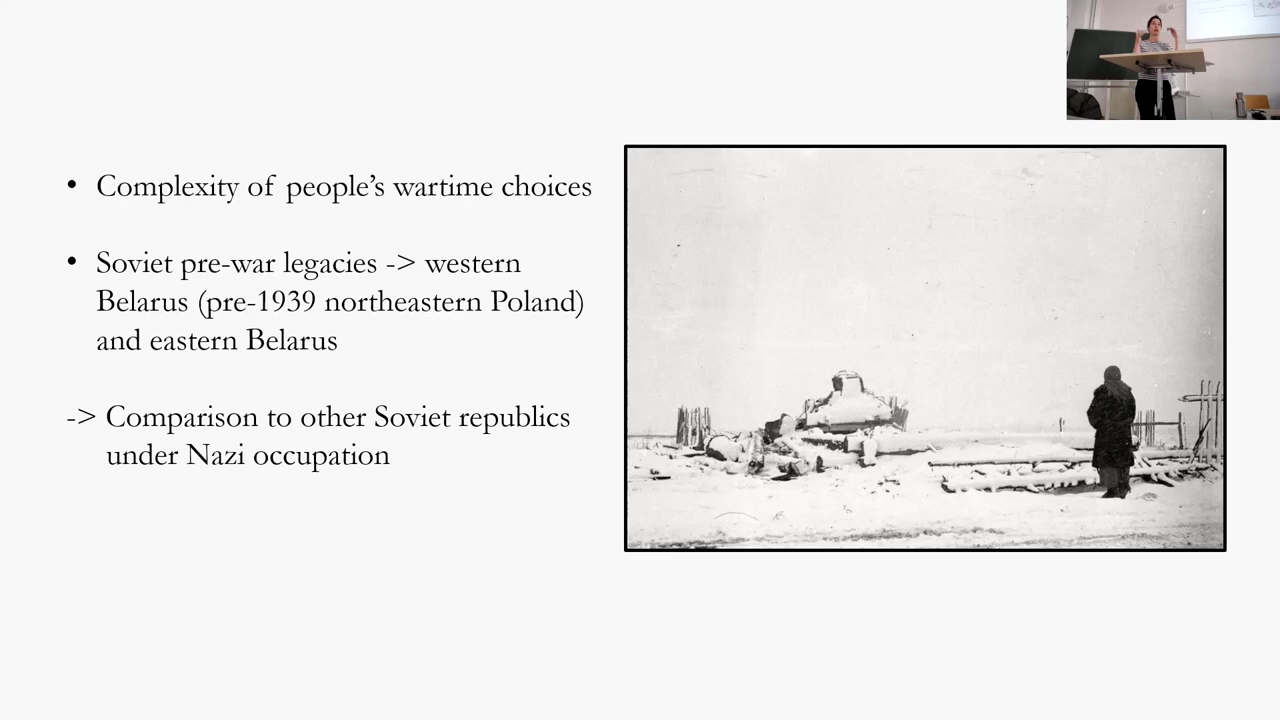 • Complexity of people’s wartime choices
• Soviet pre-war legacies -> western
Belarus (pre-1939 northeastern Poland)
and eastern Belarus
-> Comparison to other Soviet republics
under Nazi occupation